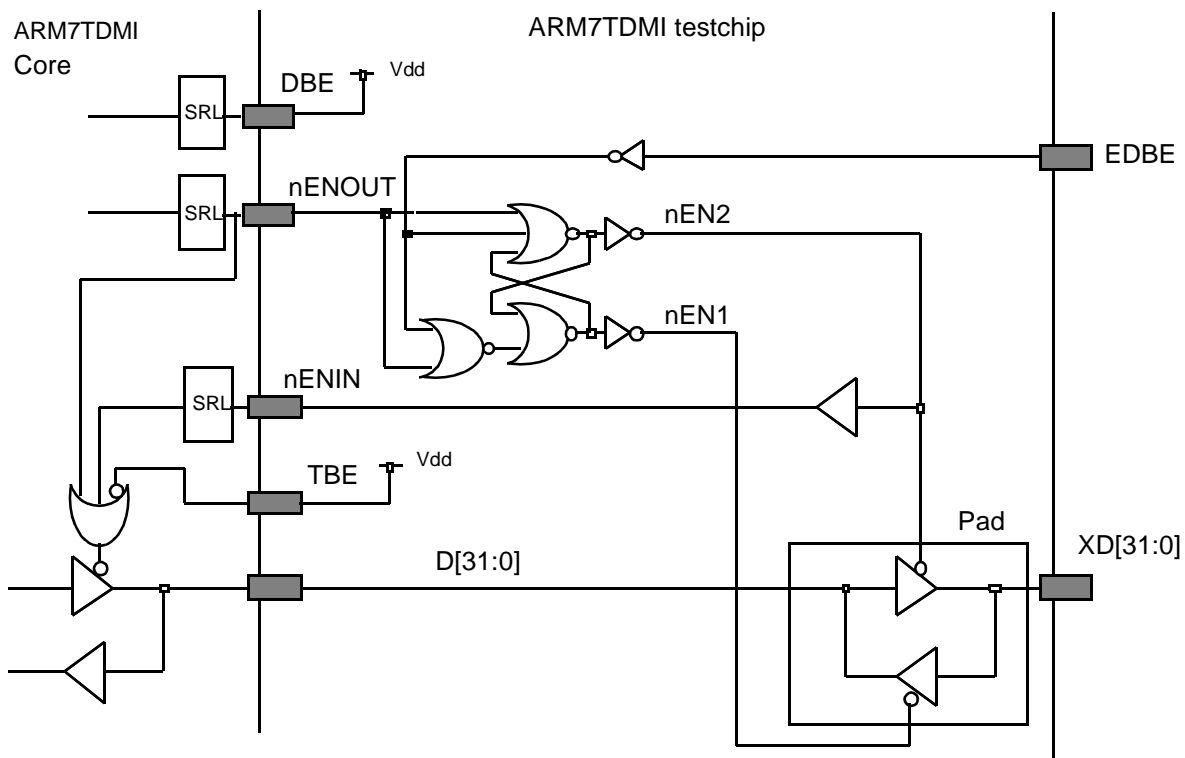 ARM7TDMI
Core
ARM7TDMI testchip
DBE
Vdd
SRL
EDBE
nENOUT
SRL
nEN2
nEN1
nENIN
SRL
TBE
Vdd
Pad
D[31:0]
XD[31:0]